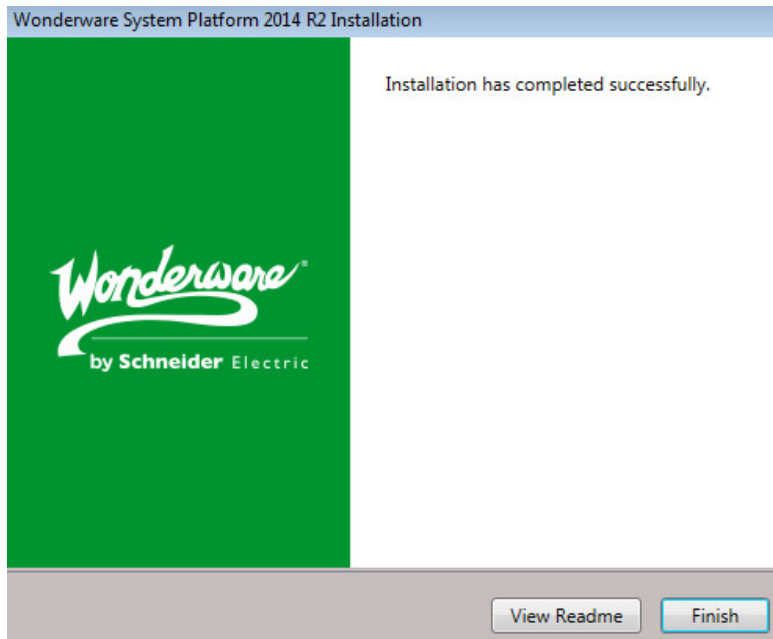 Wonderware System Platform 2014 R2 Installation
Installation has completed successfully.
Wonderware®
by Schneider Electric
View Readme
Finish